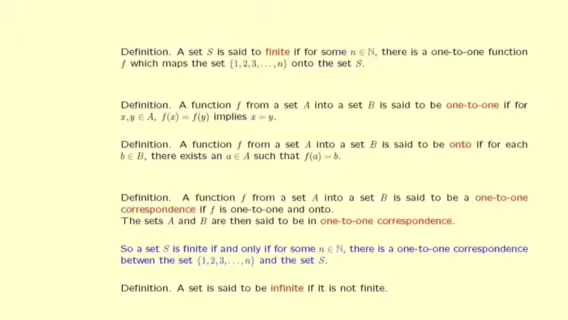 Definition. A set S is said to finite if for some n ∈ ℕ, there is a one-to-one function
f which maps the set {1, 2, 3, . . . , n} onto the set S.
Definition. A function f from a set A into a set B is said to be one-to-one if for
x, y ∈ A, f(x) = f(y) implies x = y.
Definition. A function f from a set A into a set B is said to be onto if for each
b ∈ B, there exists an a ∈ A such that f(a) = b.
Definition. A function f from a set A into a set B is said to be a one-to-one
correspondence if f is one-to-one and onto.
The sets A and B are then said to be in one-to-one correspondence.
So a set S is finite if and only if for some n ∈ ℕ, there is a one-to-one correspondence
betwen the set {1, 2, 3, . . . , n} and the set S.
Definition. A set is said to be infinite if it is not finite.